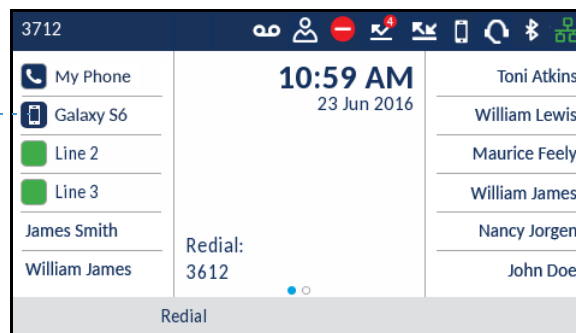 3712
4
My Phone
Galaxy S6
Line 2
Line 3
James Smith
William James
10:59 AM
23 Jun 2016
Redial:
3612
Toni Atkins
William Lewis
Maurice Feely
William James
Nancy Jorgen
John Doe
Redial